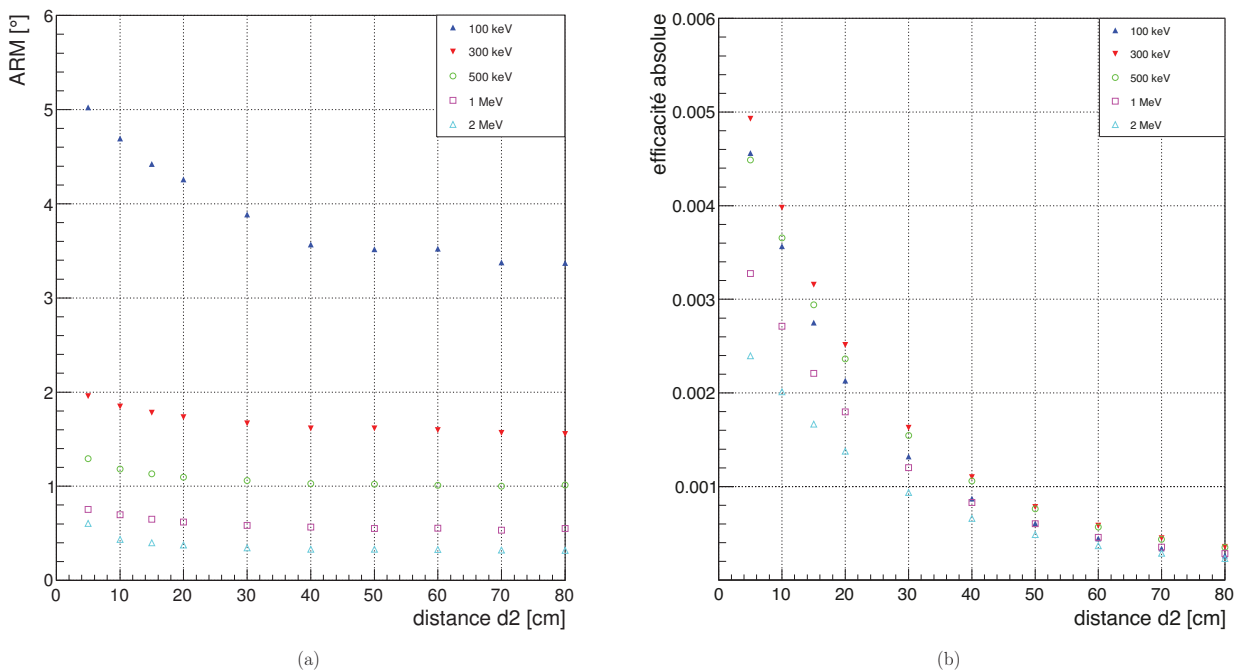 ARM [°]
6
5
4
3
2
1
0
100 keV
300 keV
500 keV
1 MeV
2 MeV
0 10 20 30 40 50 60 70 80
distance d2 [cm]
(a)
efficacité absolue
0.006
0.005
0.004
0.003
0.002
0.001
100 keV
300 keV
500 keV
1 MeV
2 MeV
0 10 20 30 40 50 60 70 80
distance d2 [cm]
(b)